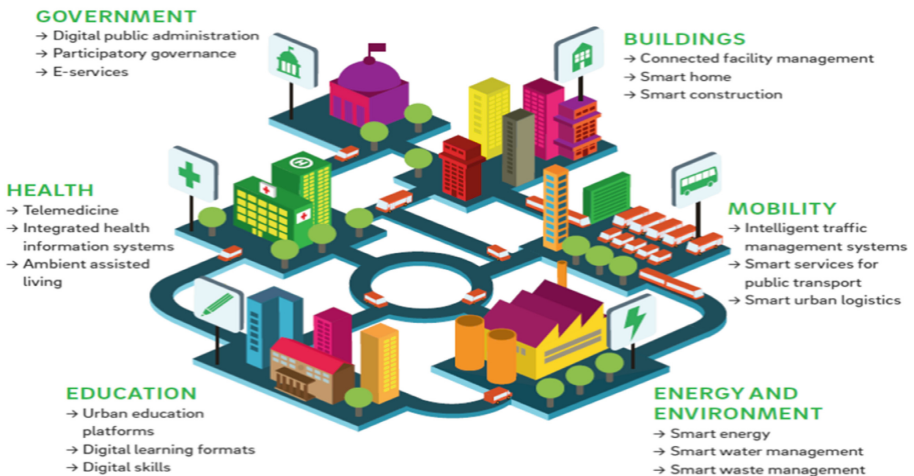 GOVERNMENT
→ Digital public administration
→ Participatory governance
→ E-services
BUILDINGS
→ Connected facility management
→ Smart home
→ Smart construction
HEALTH
→ Telemedicine
→ Integrated health
information systems
→ Ambient assisted
living
H
MOBILITY
→ Intelligent traffic
management systems
→ Smart services for
public transport
→ Smart urban logistics
EDUCATION
→ Urban education
platforms
→ Digital learning formats
→ Digital skills
ENERGY AND
ENVIRONMENT
→ Smart energy
→ Smart water management
→ Smart waste management